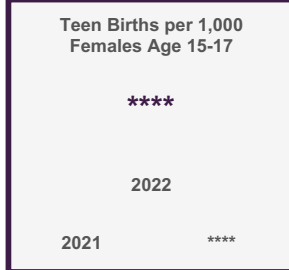 Teen Births per 1,000
Females Age 15-17
****
2022
2021 ****